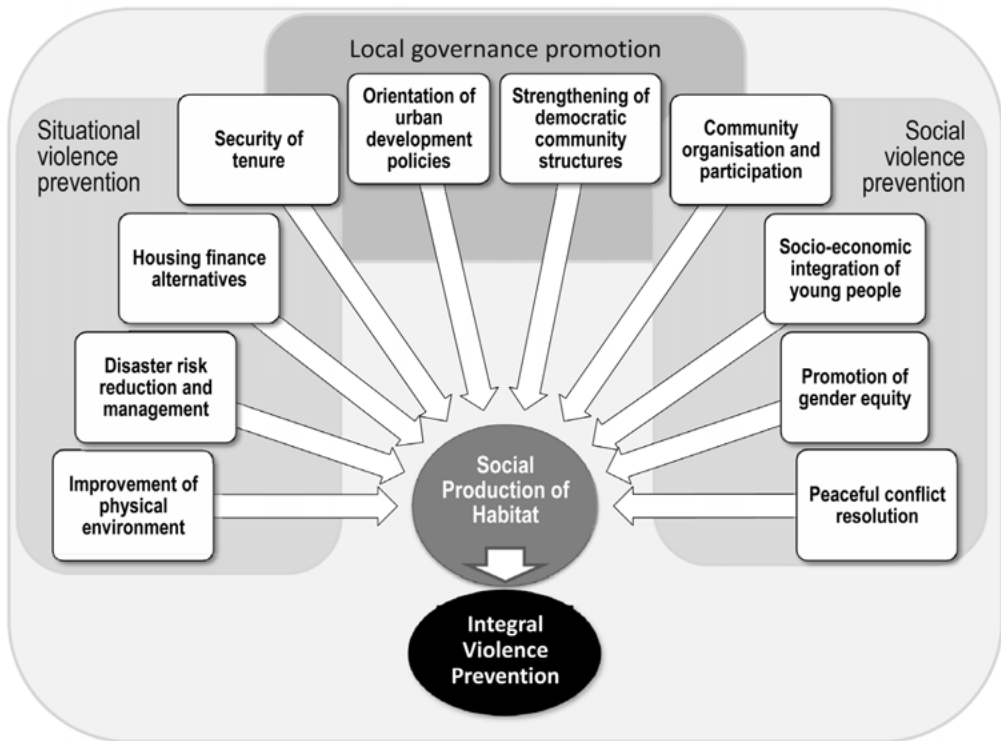 Local governance promotion
Situational
violence
prevention
Security of
tenure
Orientation of
urban
development
policies
Strengthening of
democratic
community
structures
Community
organisation and
participation
Social
violence
prevention
Housing finance
alternatives
Socio-economic
integration of
young people
Disaster risk
reduction and
management
Promotion of
gender equity
Improvement of
physical
environment
Social
Production of
Habitat
Peaceful conflict
resolution
Integral
Violence
Prevention